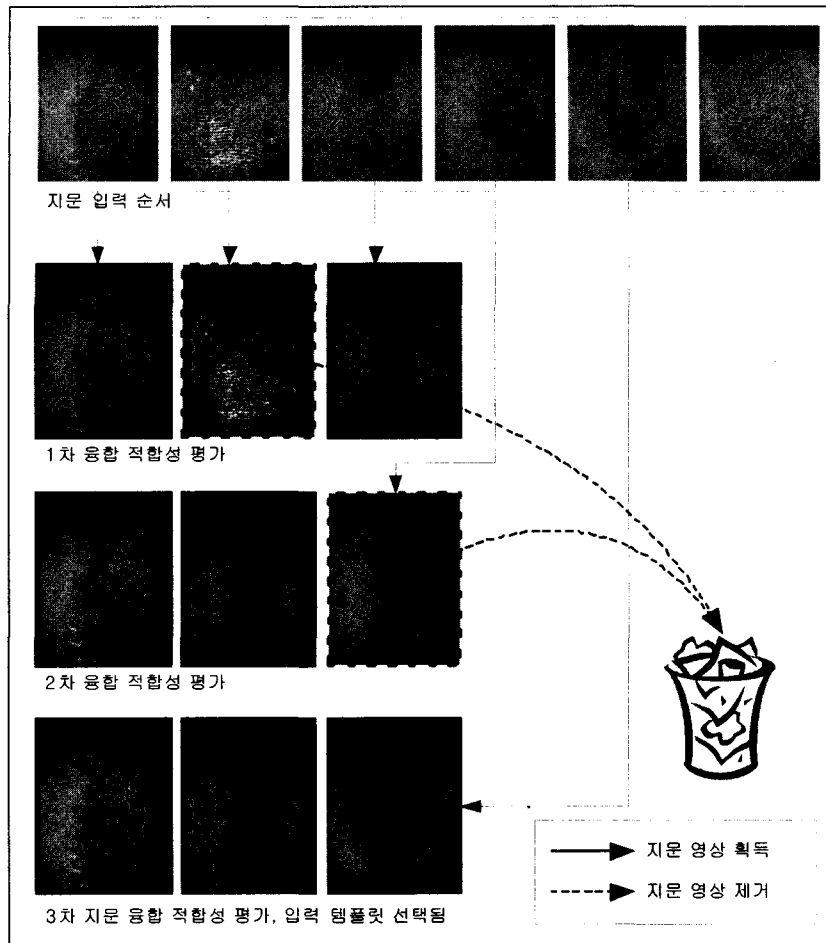 지문 입력 순서
1차 융합 적합성 평가
2차 융합 적합성 평가
3차 지문 융합 적합성 평가, 입력 템플릿 선택됨
지문 영상 획득
지문 영상 제거